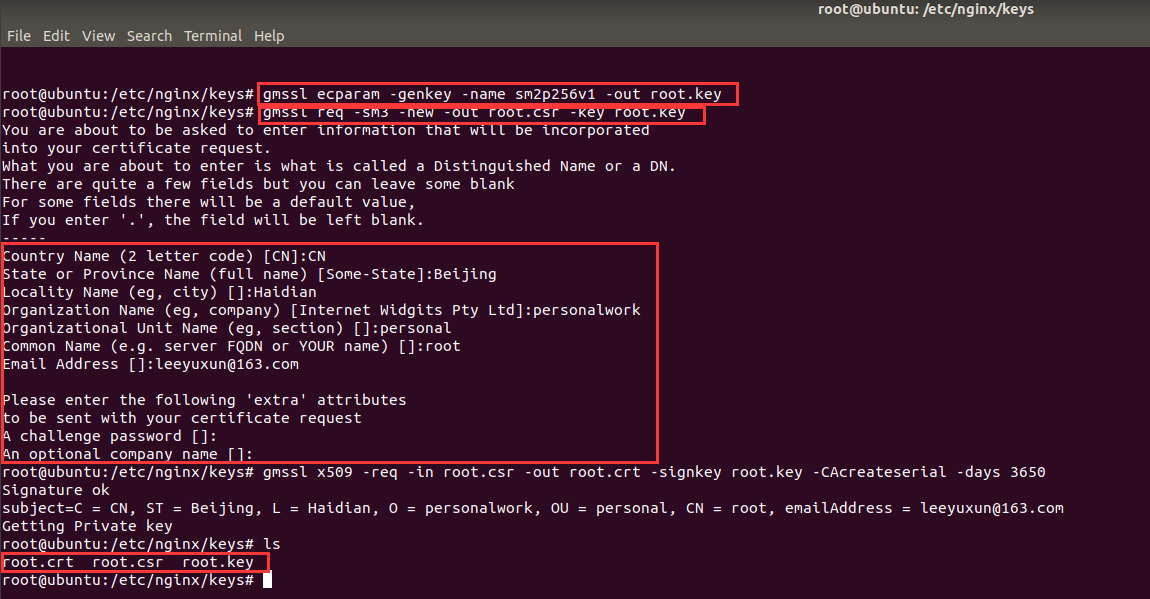 root@ubuntu: /etc/nginx/keys
File Edit View Search Terminal Help
root@ubuntu:/etc/nginx/keys# gmssl ecparam -genkey -name sm2p256v1 -out root.key
root@ubuntu:/etc/nginx/keys# gmssl req -sm3 -new -out root.csr -key root.key
You are about to be asked to enter information that will be incorporated
into your certificate request.
What you are about to enter is what is called a Distinguished Name or a DN.
There are quite a few fields but you can leave some blank
For some fields there will be a default value,
If you enter '.', the field will be left blank.
-----
Country Name (2 letter code) [CN]:CN
State or Province Name (full name) [Some-State]:Beijing
Locality Name (eg, city) []:Haidian
Organization Name (eg, company) [Internet Widgits Pty Ltd]:personalwork
Organizational Unit Name (eg, section) []:personal
Common Name (e.g. server FQDN or YOUR name) []:root
Email Address []:leeyuxun@163.com
Please enter the following 'extra' attributes
to be sent with your certificate request
A challenge password []:
An optional company name []:
root@ubuntu:/etc/nginx/keys# gmssl x509 -req -in root.csr -out root.crt -signkey root.key -CAcreateserial -days 3650
Signature ok
subject=C = CN, ST = Beijing, L = Haidian, O = personalwork, OU = personal, CN = root, emailAddress = leeyuxun@163.com
Getting Private key
root@ubuntu:/etc/nginx/keys# ls
root.crt  root.csr  root.key
root@ubuntu:/etc/nginx/keys#